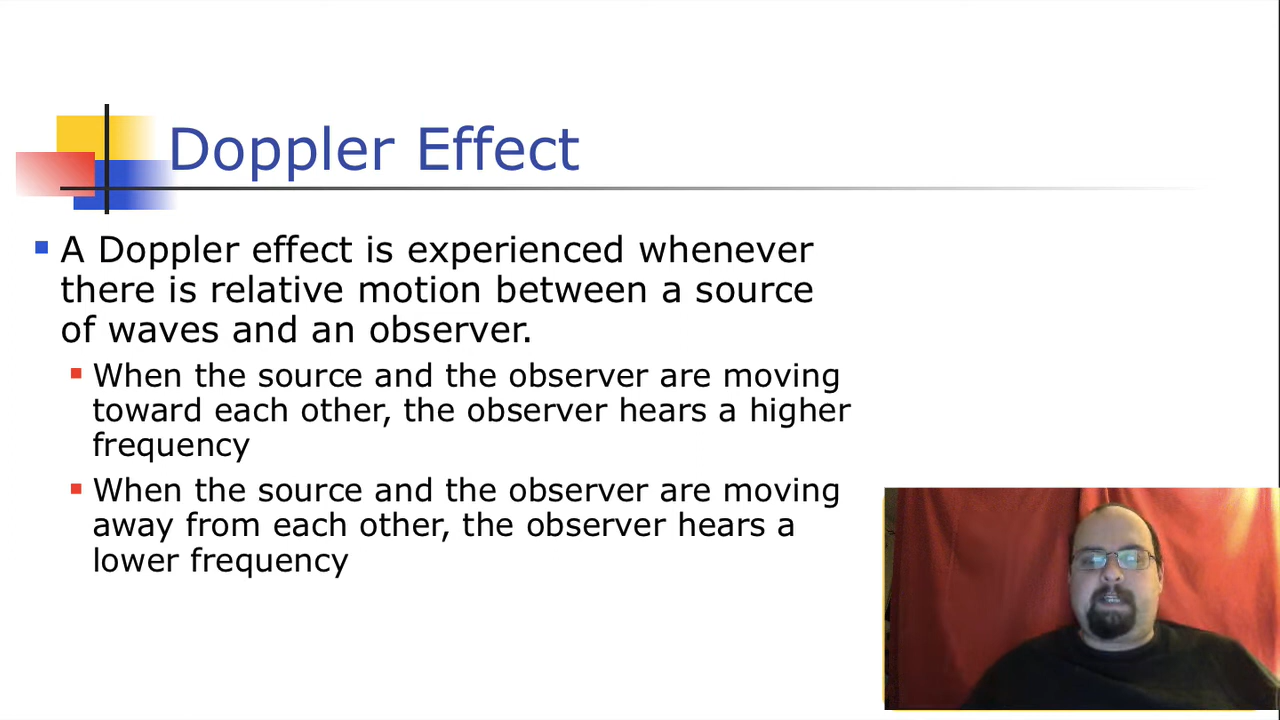 Doppler Effect
A Doppler effect is experienced whenever
there is relative motion between a source
of waves and an observer.
When the source and the observer are moving
toward each other, the observer hears a higher
frequency
When the source and the observer are moving
away from each other, the observer hears a
lower frequency